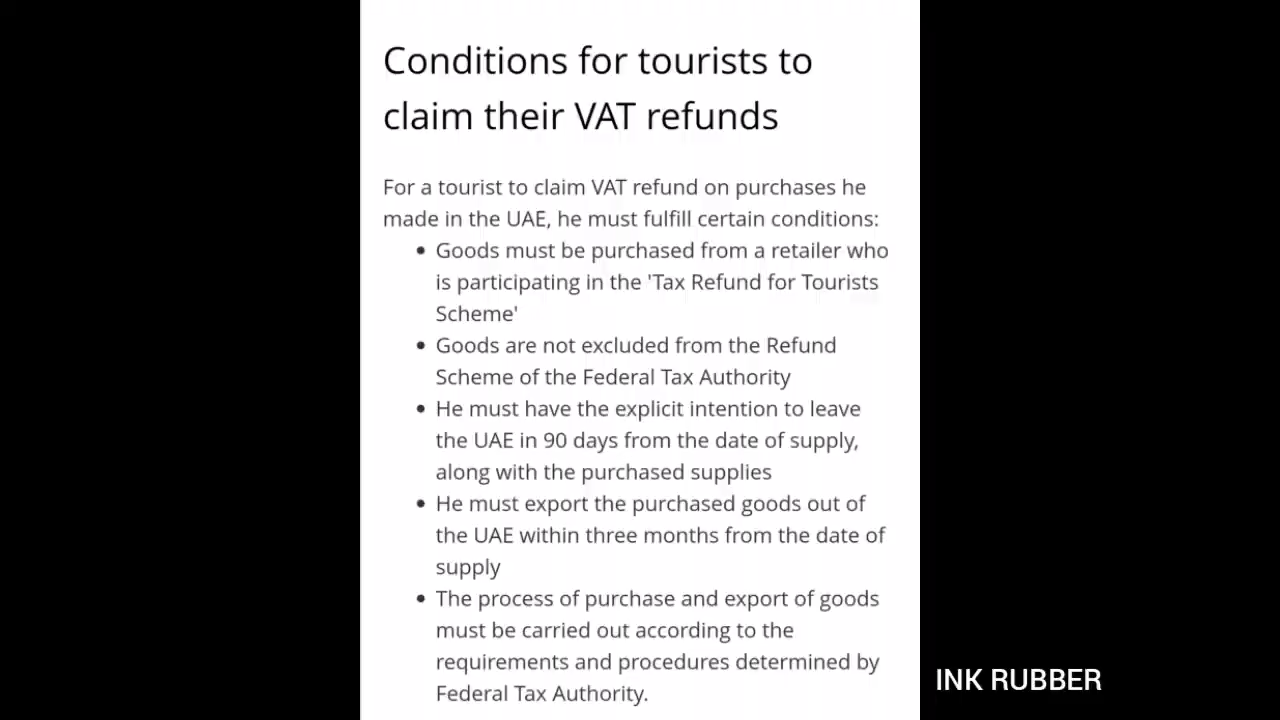 Conditions for tourists to
claim their VAT refunds
For a tourist to claim VAT refund on purchases he
made in the UAE, he must fulfill certain conditions:
• Goods must be purchased from a retailer who
is participating in the 'Tax Refund for Tourists
Scheme'
• Goods are not excluded from the Refund
Scheme of the Federal Tax Authority
• He must have the explicit intention to leave
the UAE in 90 days from the date of supply,
along with the purchased supplies
• He must export the purchased goods out of
the UAE within three months from the date of
supply
• The process of purchase and export of goods
must be carried out according to the
requirements and procedures determined by
Federal Tax Authority.
INK RUBBER